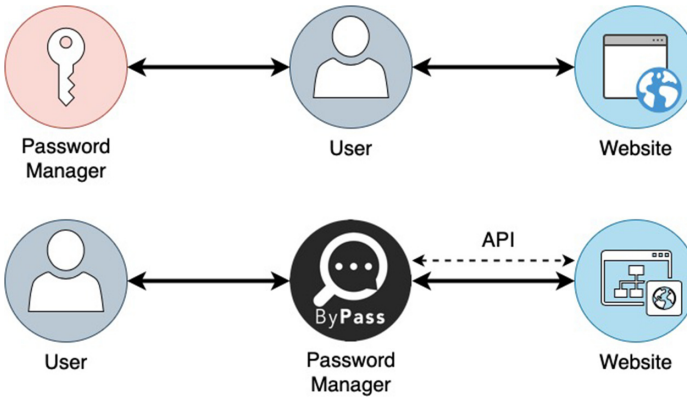 Password
Manager
User
Website
API
ByPass
User
Password
Manager
Website